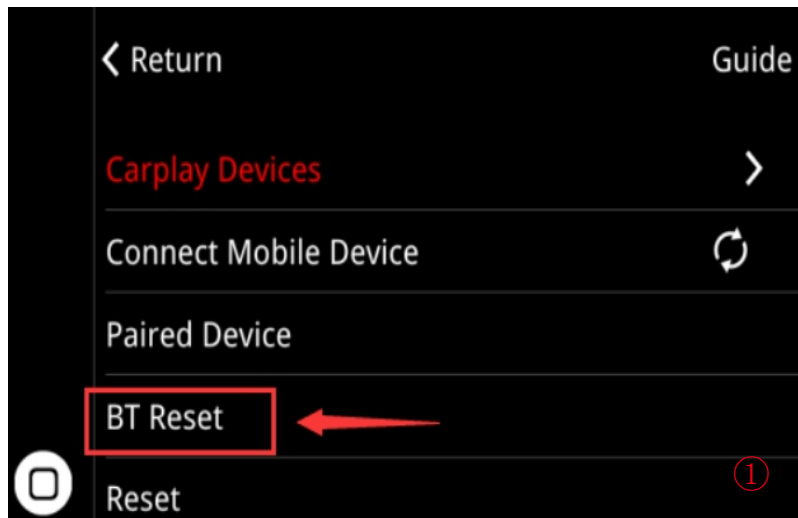 Return
Guide
Carplay Devices
Connect Mobile Device
Paired Device
BT Reset
Reset
①